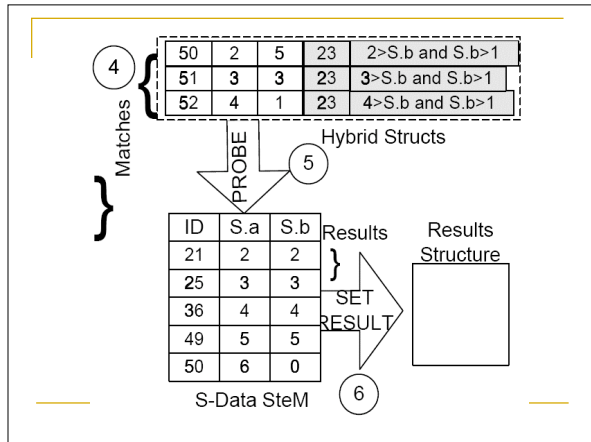 50 2 5 23 2>S.b and S.b>1
4
51 3 3 23 3>S.b and S.b>1
52 4 1 23 4>S.b and S.b>1
Matches
Hybrid Structs
PROBE
5
ID S.a S.b
21 2 2
25 3 3
36 4 4
49 5 5
50 6 0
S-Data SteM
Results
SET
RESULT
6
Results
Structure